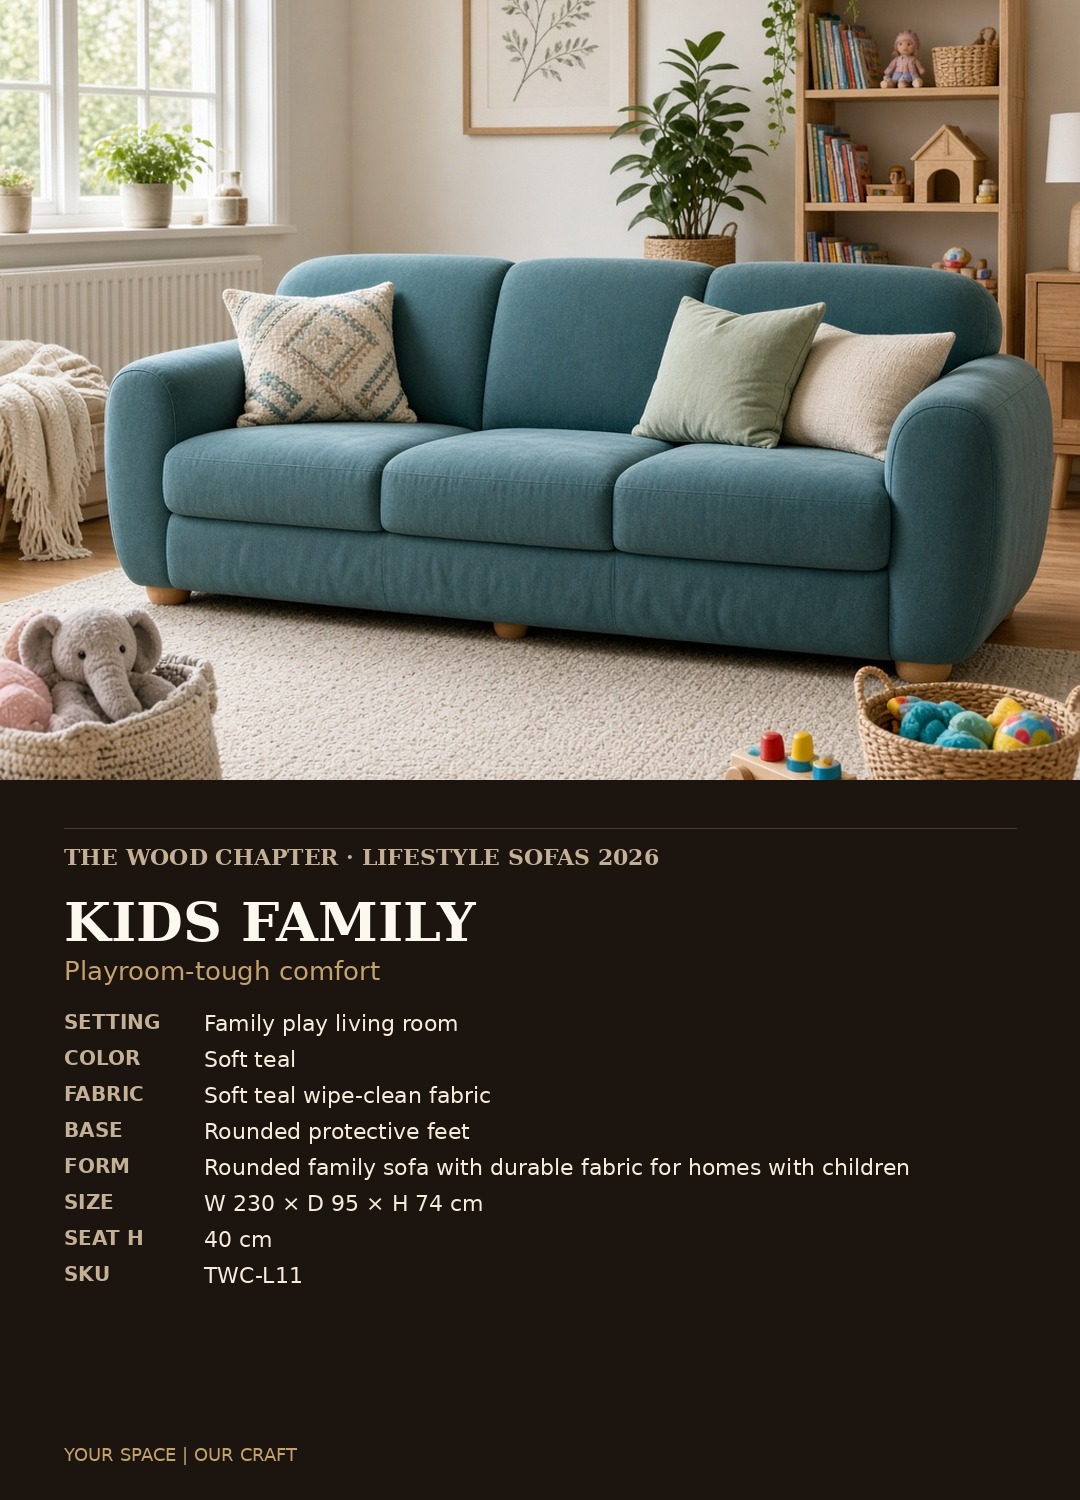 THE WOOD CHAPTER · LIFESTYLE SOFAS 2026
KIDS FAMILY
Playroom-tough comfort
SETTING Family play living room
COLOR Soft teal
FABRIC Soft teal wipe-clean fabric
BASE Rounded protective feet
FORM Rounded family sofa with durable fabric for homes with children
SIZE W 230 × D 95 × H 74 cm
SEAT H 40 cm
SKU TWC-L11
YOUR SPACE | OUR CRAFT